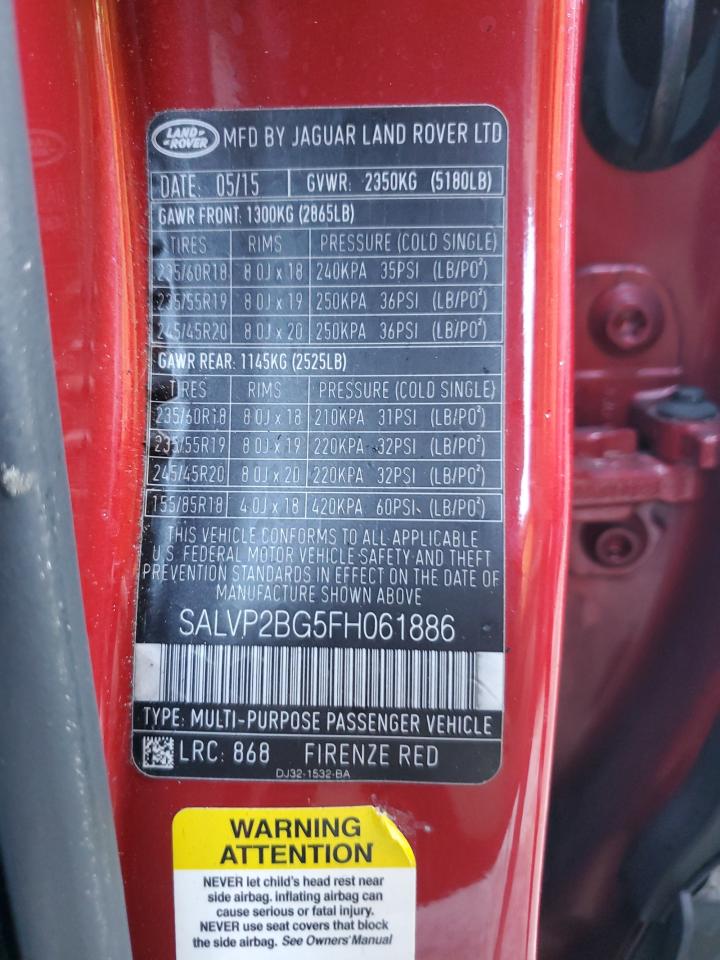 LAND ROVER MFD BY JAGUAR LAND ROVER LTD
DATE: 05/15 GVWR: 2350KG (5180LB)
GAWR FRONT: 1300KG (2865LB)
TIRES RIMS PRESSURE (COLD SINGLE)
235/60R18 8.0J x 18 240KPA 35PSI (LB/PO²)
235/55R19 8.0J x 19 250KPA 36PSI (LB/PO²)
245/45R20 8.0J x 20 250KPA 36PSI (LB/PO²)
GAWR REAR: 1145KG (2525LB)
TIRES RIMS PRESSURE (COLD SINGLE)
235/60R18 8.0J x 18 210KPA 31PSI (LB/PO²)
235/55R19 8.0J x 19 220KPA 32PSI (LB/PO²)
245/45R20 8.0J x 20 220KPA 32PSI (LB/PO²)
155/85R18 4.0J x 18 420KPA 60PSI (LB/PO²)
THIS VEHICLE CONFORMS TO ALL APPLICABLE
U.S. FEDERAL MOTOR VEHICLE SAFETY AND THEFT
PREVENTION STANDARDS IN EFFECT ON THE DATE OF
MANUFACTURE SHOWN ABOVE
SALVP2BG5FH061886
TYPE: MULTI-PURPOSE PASSENGER VEHICLE
LRC: 868 FIRENZE RED
DJ32-1532-BA
WARNING
ATTENTION
NEVER let child's head rest near
side airbag. inflating airbag can
cause serious or fatal injury.
NEVER use seat covers that block
the side airbag. See Owners' Manual